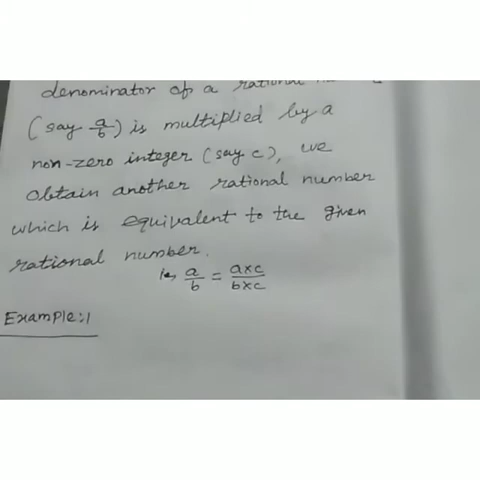 denominator of a rational
(say a/b) is multiplied by a
non-zero integer (say c), we
obtain another rational number
which is equivalent to the given
rational number.
ie, a/b = a×c/b×c
Example:1